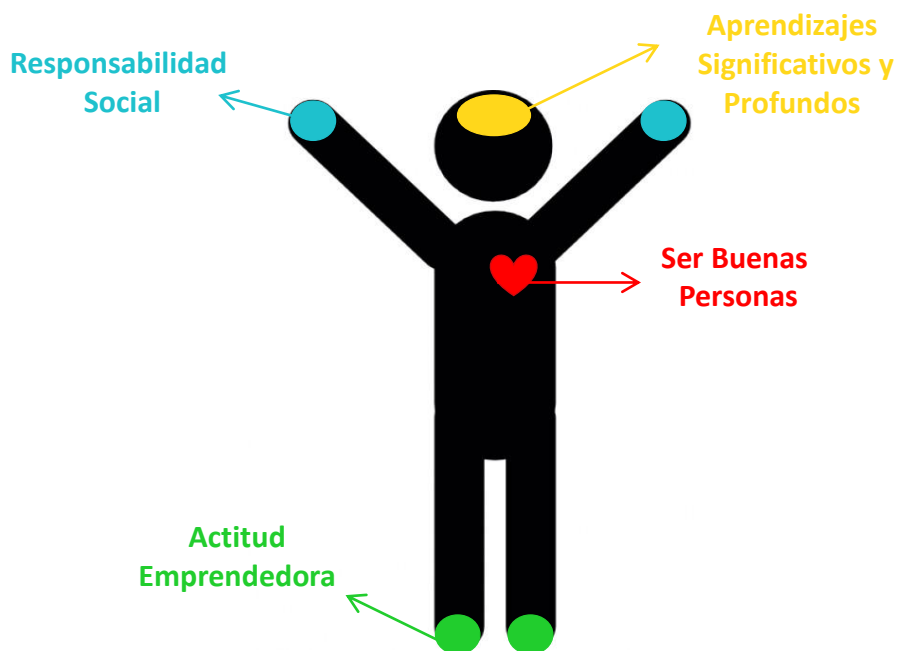 Responsabilidad
Social
Aprendizajes
Significativos y
Profundos
Ser Buenas
Personas
Actitud
Emprendedora